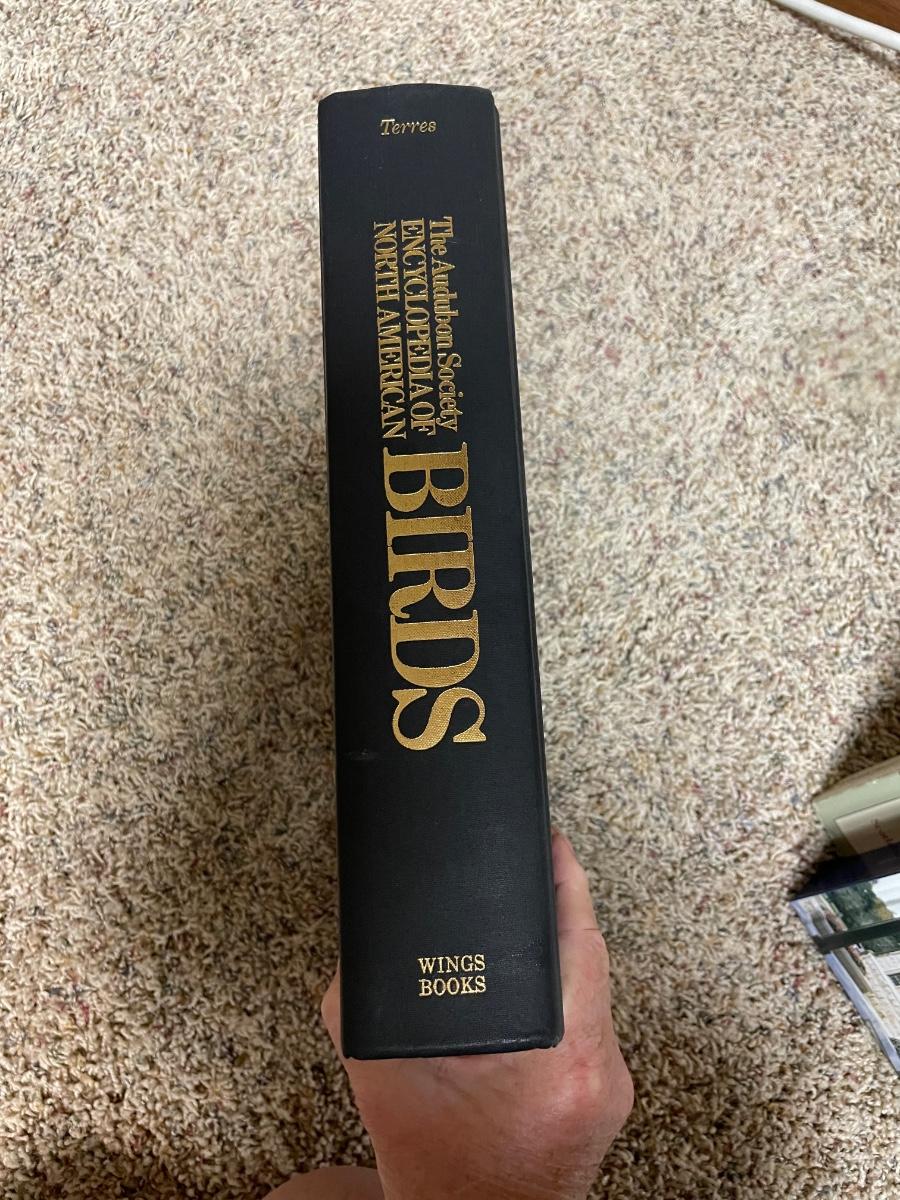 Terres
The Audubon Society
ENCYCLOPEDIA OF
NORTH AMERICAN
BIRDS
WINGS
BOOKS